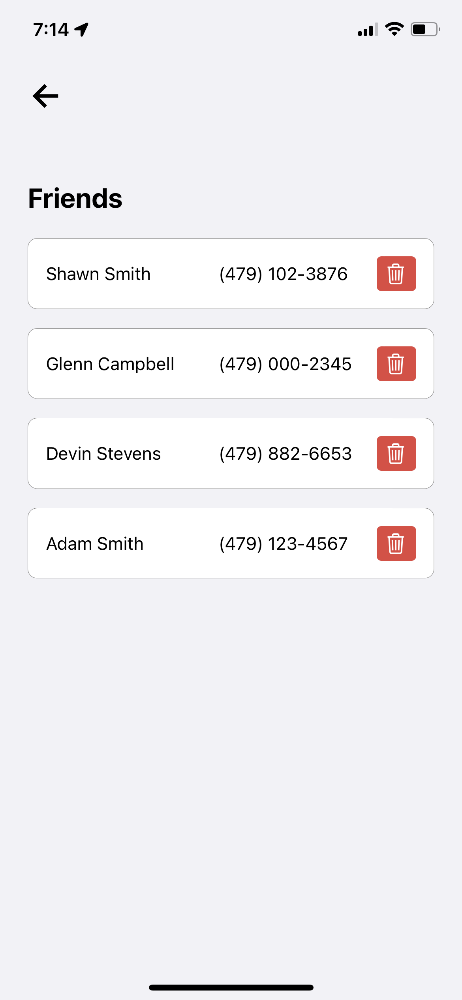 7:14
Friends
Shawn Smith (479) 102-3876
Glenn Campbell (479) 000-2345
Devin Stevens (479) 882-6653
Adam Smith (479) 123-4567